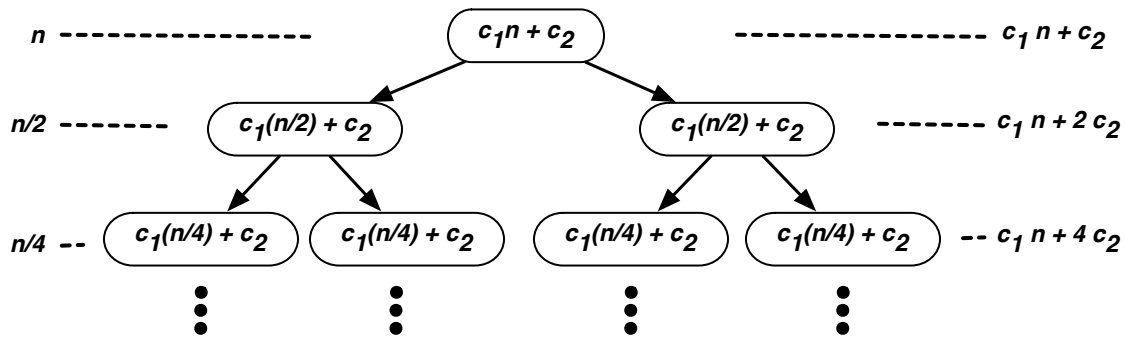 n c₁n + c₂ c₁ n + c₂
n/2 c₁(n/2) + c₂ c₁(n/2) + c₂ c₁ n + 2 c₂
n/4 c₁(n/4) + c₂ c₁(n/4) + c₂ c₁(n/4) + c₂ c₁(n/4) + c₂ c₁ n + 4 c₂